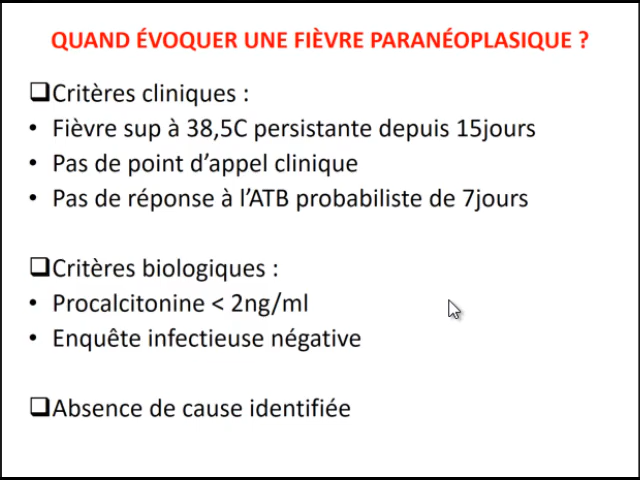 QUAND ÉVOQUER UNE FIÈVRE PARANÉOPLASIQUE ?
❑Critères cliniques :
• Fièvre sup à 38,5C persistante depuis 15jours
• Pas de point d’appel clinique
• Pas de réponse à l’ATB probabiliste de 7jours
❑Critères biologiques :
• Procalcitonine < 2ng/ml
• Enquête infectieuse négative
❑Absence de cause identifiée